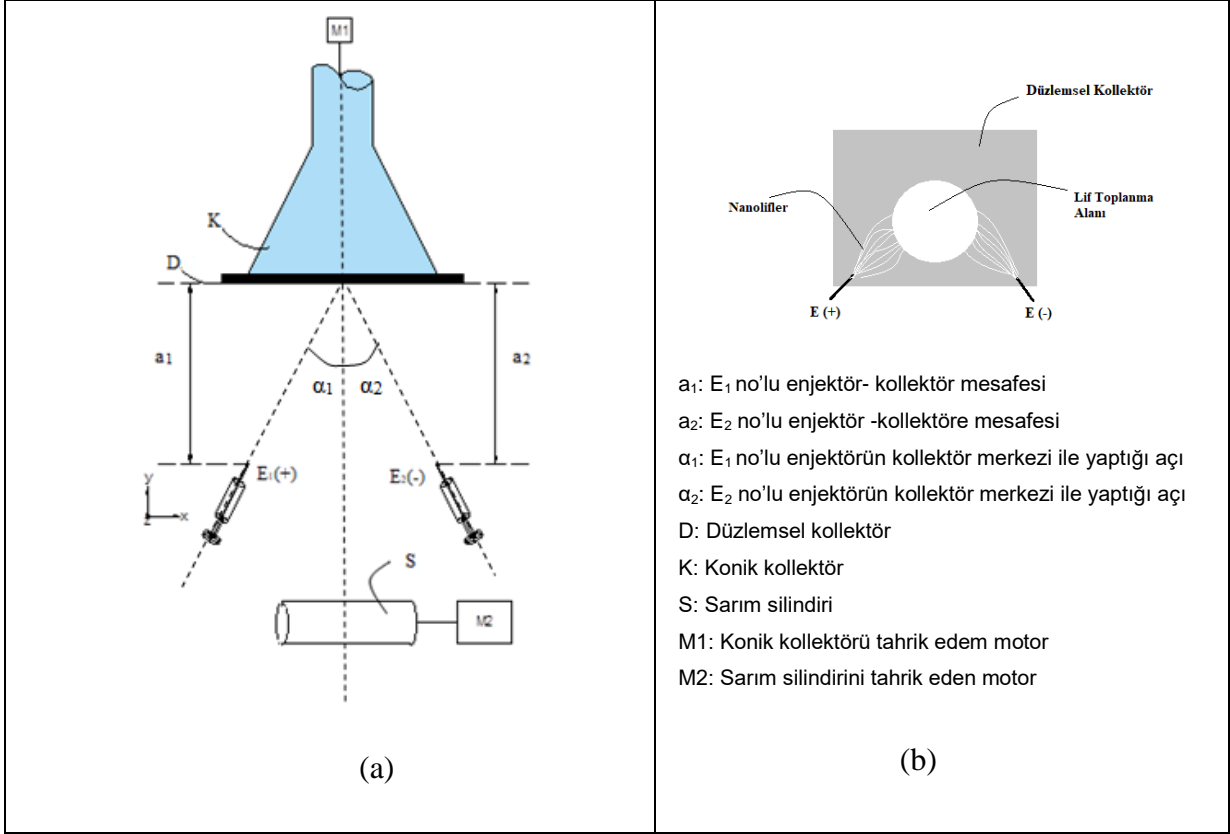 M1
K
D
a1
a2
α1
α2
E1(+)
E2(-)
y
z
x
S
M2
(a)
Düzlemsel Kollektör
Nanolifler
Lif Toplanma
Alanı
E (+)
E (-)
a1: E1 no’lu enjektör- kollektör mesafesi
a2: E2 no’lu enjektör -kollektöre mesafesi
α1: E1 no’lu enjektörün kollektör merkezi ile yaptığı açı
α2: E2 no’lu enjektörün kollektör merkezi ile yaptığı açı
D: Düzlemsel kollektör
K: Konik kollektör
S: Sarım silindiri
M1: Konik kollektörü tahrik edem motor
M2: Sarım silindirini tahrik eden motor
(b)